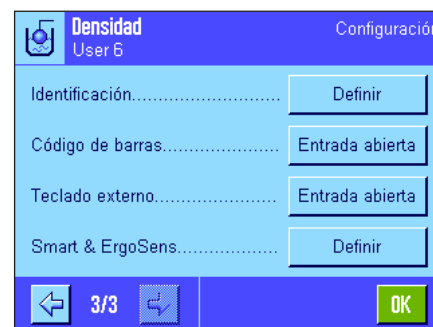 Densidad Configuración
User 6
Identificación.......................... Definir
Código de barras..................... Entrada abierta
Teclado externo...................... Entrada abierta
Smart & ErgoSens.................. Definir
3/3 OK